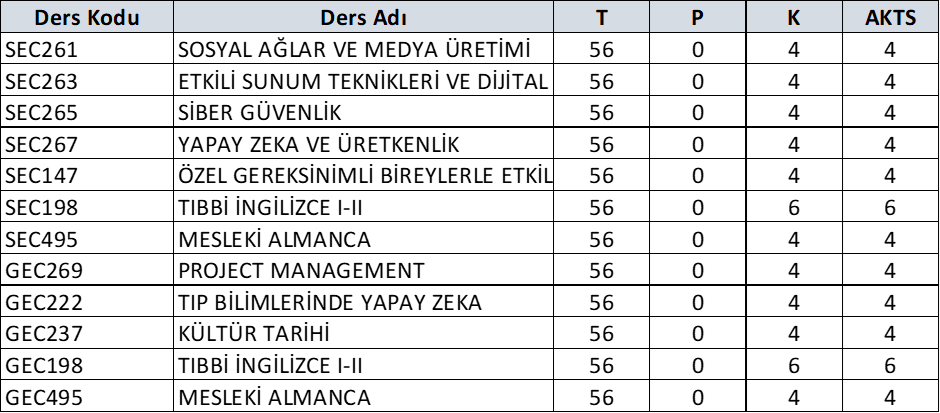 Ders Kodu Ders Adı T P K AKTS
SEC261 SOSYAL AĞLAR VE MEDYA ÜRETİMİ 56 0 4 4
SEC263 ETKİLİ SUNUM TEKNİKLERİ VE DİJİTAL 56 0 4 4
SEC265 SİBER GÜVENLİK 56 0 4 4
SEC267 YAPAY ZEKA VE ÜRETKENLİK 56 0 4 4
SEC147 ÖZEL GEREKSİNİMLİ BİREYLERLE ETKİL 56 0 4 4
SEC198 TIBBİ İNGİLİZCE I-II 56 0 6 6
SEC495 MESLEKİ ALMANCA 56 0 4 4
GEC269 PROJECT MANAGEMENT 56 0 4 4
GEC222 TIP BİLİMLERİNDE YAPAY ZEKA 56 0 4 4
GEC237 KÜLTÜR TARİHİ 56 0 4 4
GEC198 TIBBİ İNGİLİZCE I-II 56 0 6 6
GEC495 MESLEKİ ALMANCA 56 0 4 4